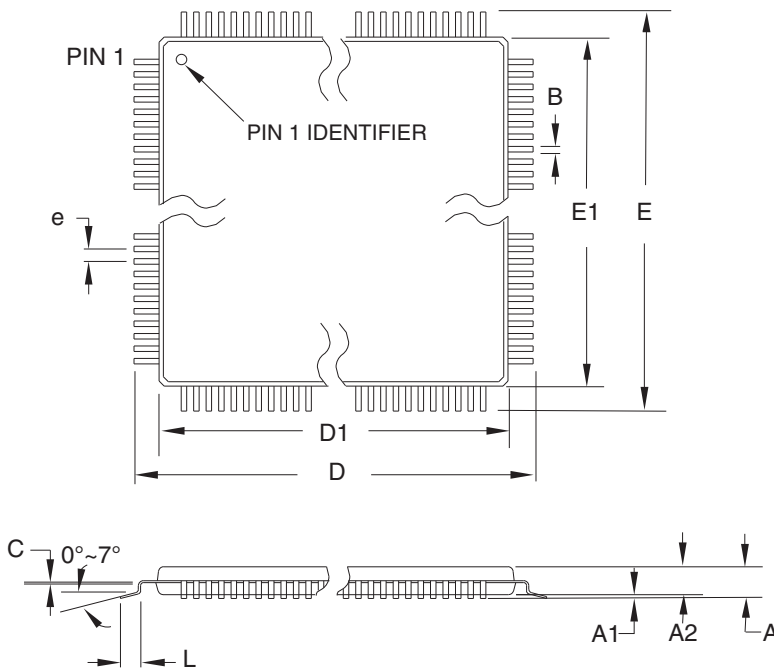 PIN 1
PIN 1 IDENTIFIER
B
e
E1
E
D1
D
C
0°~7°
L
A1
A2
A